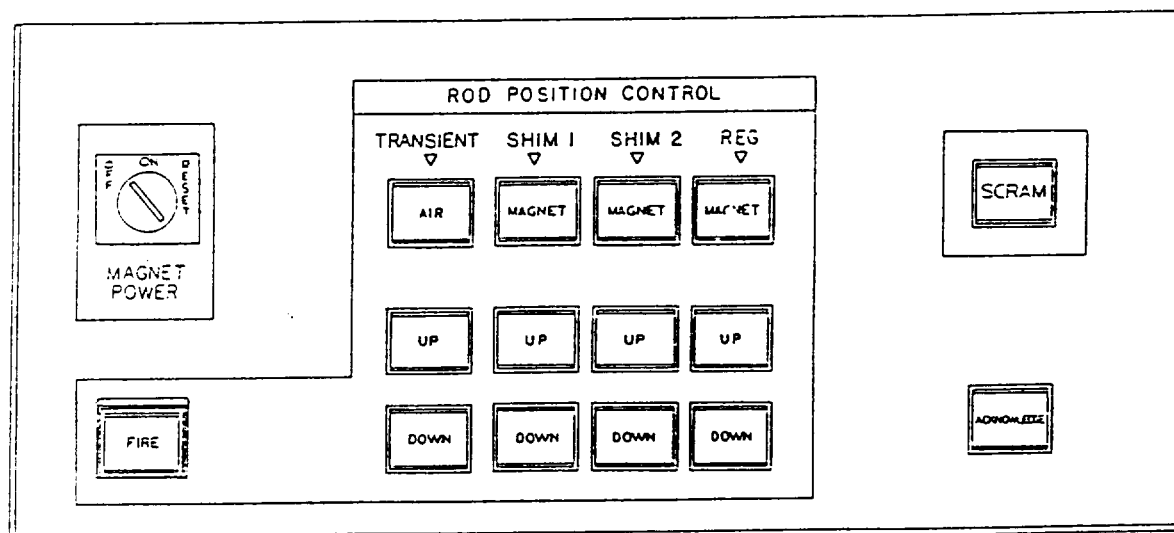 ROD POSITION CONTROL
TRANSIENT SHIM 1 SHIM 2 REG
OFF ON RESET
AIR MAGNET MAGNET MAGNET
SCRAM
MAGNET
POWER
UP UP UP UP
FIRE
DOWN DOWN DOWN DOWN
ACKNOWLEDGE